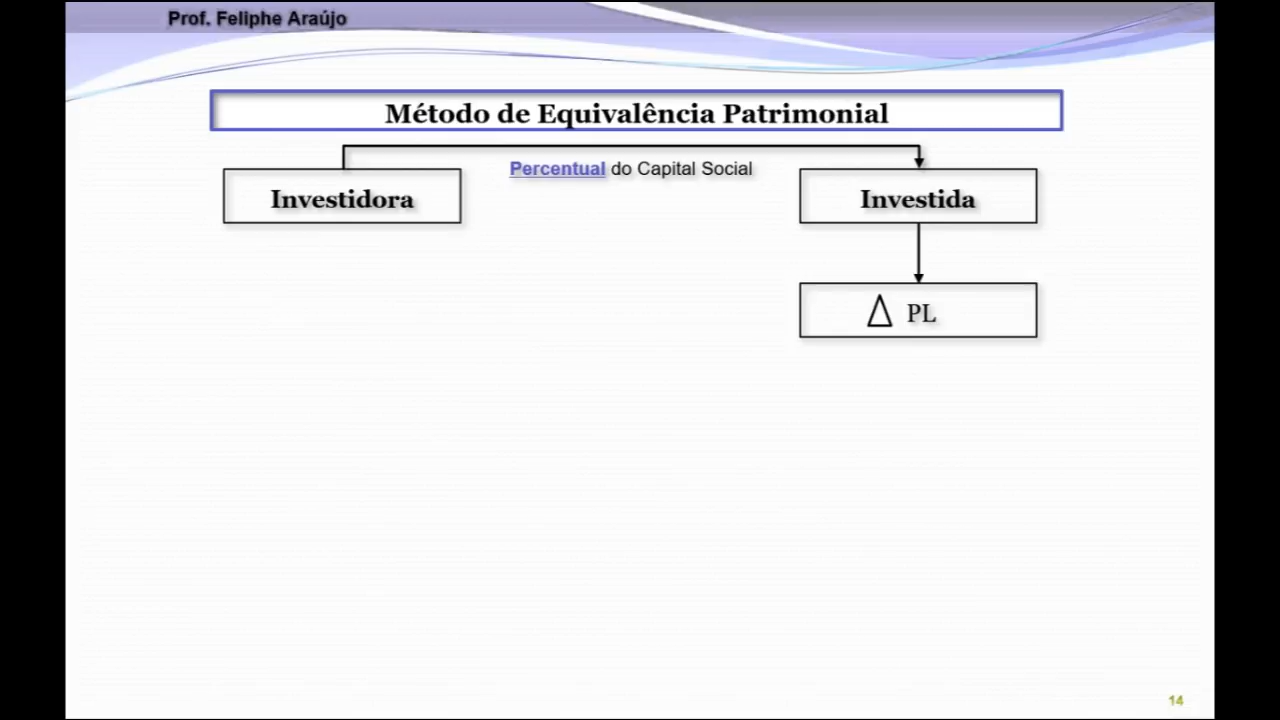 Prof. Feliphe Araújo
Método de Equivalência Patrimonial
Percentual do Capital Social
Investidora
Investida
Δ PL
14